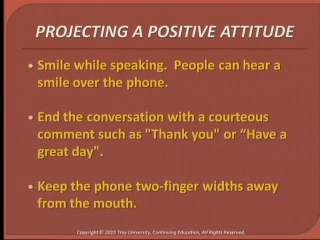 PROJECTING A POSITIVE ATTITUDE
• Smile while speaking.  People can hear a
smile over the phone.
• End the conversation with a courteous
comment such as "Thank you" or “Have a
great day".
• Keep the phone two-finger widths away
from the mouth.
Copyright © 2015 Troy University, Continuing Education, All Rights Reserved.